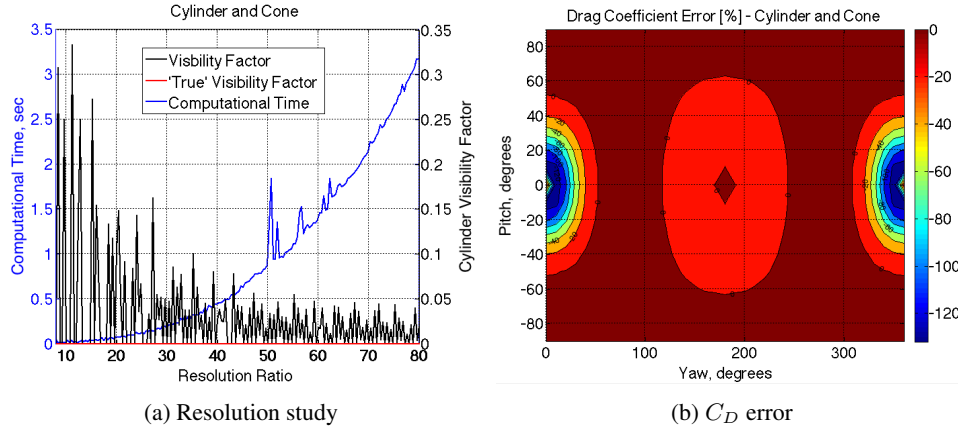 Cylinder and Cone
3.5
3
2.5
2
1.5
1
0.5
0
0.35
0.3
0.25
0.2
0.15
0.1
0.05
0
10 20 30 40 50 60 70 80
Computational Time, sec
Cylinder Visibility Factor
Visbility Factor
'True' Visibility Factor
Computational Time
Resolution Ratio
(a) Resolution study
Drag Coefficient Error [%] - Cylinder and Cone
80
60
40
20
0
-20
-40
-60
-80
Pitch, degrees
0 100 200 300
Yaw, degrees
0
-20
-40
-60
-80
-100
-120
(b) C_D error